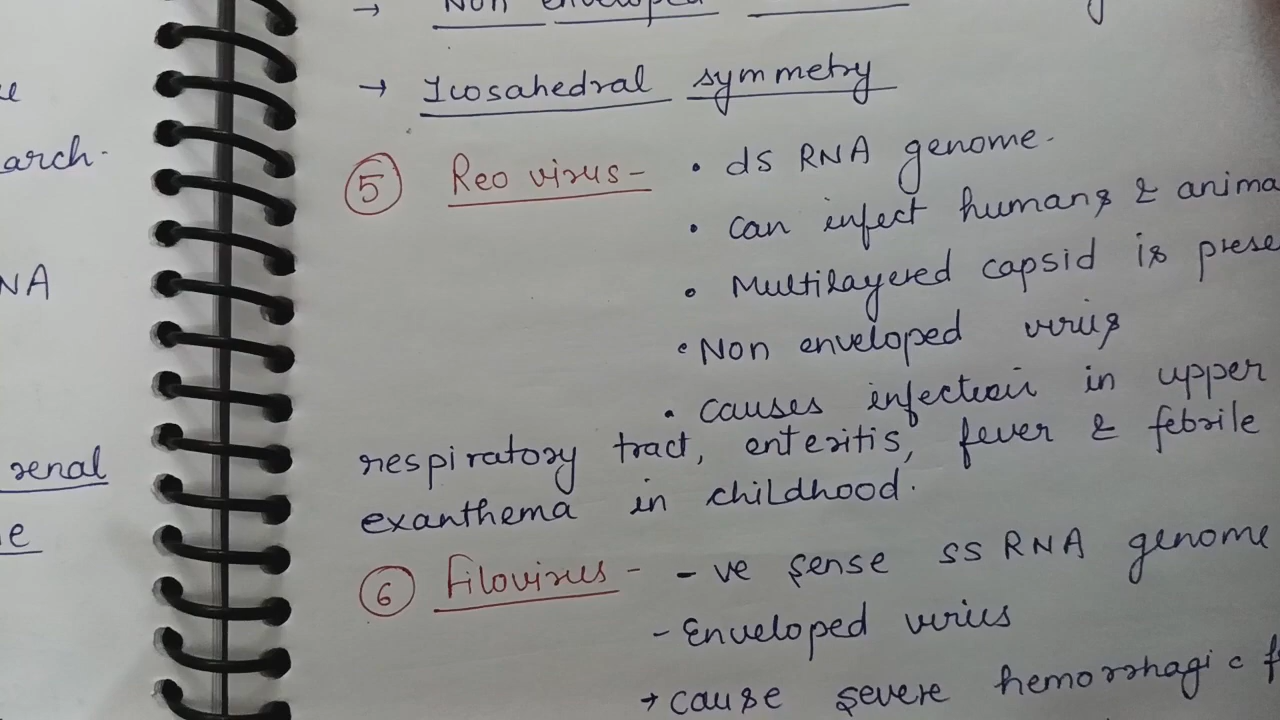 → Non enveloped
→ Icosahedral symmetry
arch.
⑤ Reo virus - • ds RNA genome.
• can infect humans & anima
NA
• Multilayered capsid is prese
• Non enveloped virus
• causes infection in upper
respiratory tract, enteritis, fever & febrile
renal
exanthema in childhood.
e
⑥ Filovirus - - ve sense ss RNA genome
- Enveloped virus
→ cause severe hemorrhagic f